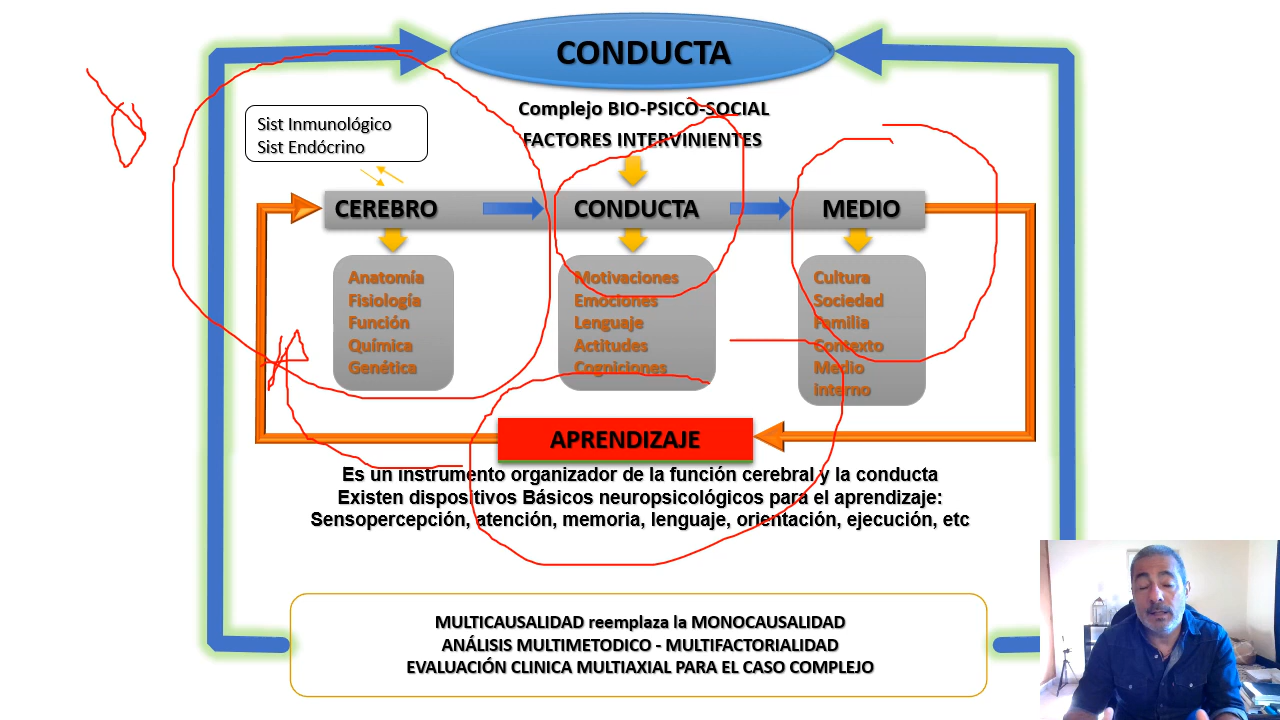 CONDUCTA
Complejo BIO-PSICO-SOCIAL
FACTORES INTERVINIENTES
Sist Inmunológico
Sist Endócrino
CEREBRO
CONDUCTA
MEDIO
Anatomía
Fisiología
Función
Química
Genética
Motivaciones
Emociones
Lenguaje
Actitudes
Cogniciones
Cultura
Sociedad
Familia
Contexto
Medio
interno
APRENDIZAJE
Es un instrumento organizador de la función cerebral y la conducta
Existen dispositivos Básicos neuropsicológicos para el aprendizaje:
Sensopercepción, atención, memoria, lenguaje, orientación, ejecución, etc
MULTICAUSALIDAD reemplaza la MONOCAUSALIDAD
ANÁLISIS MULTIMETODICO - MULTIFACTORIALIDAD
EVALUACIÓN CLINICA MULTIAXIAL PARA EL CASO COMPLEJO